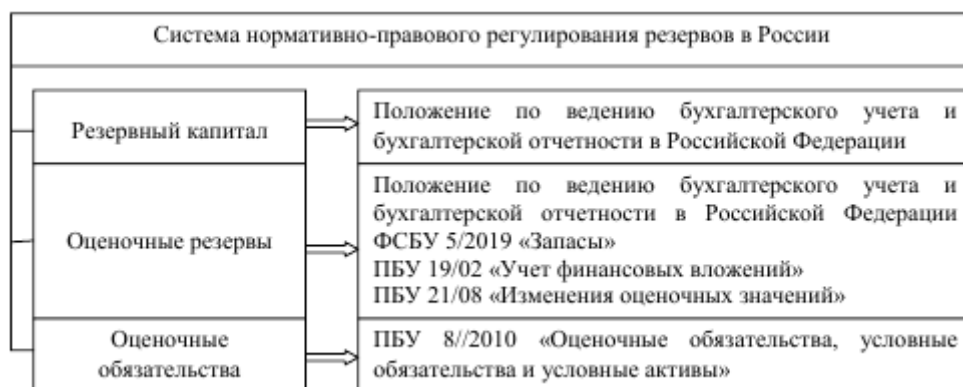 Система нормативно-правового регулирования резервов в России
Резервный капитал
Положение по ведению бухгалтерского учета и
бухгалтерской отчетности в Российской Федерации
Оценочные резервы
Положение по ведению бухгалтерского учета и
бухгалтерской отчетности в Российской Федерации
ФСБУ 5/2019 «Запасы»
ПБУ 19/02 «Учет финансовых вложений»
ПБУ 21/08 «Изменения оценочных значений»
Оценочные
обязательства
ПБУ 8//2010 «Оценочные обязательства, условные
обязательства и условные активы»